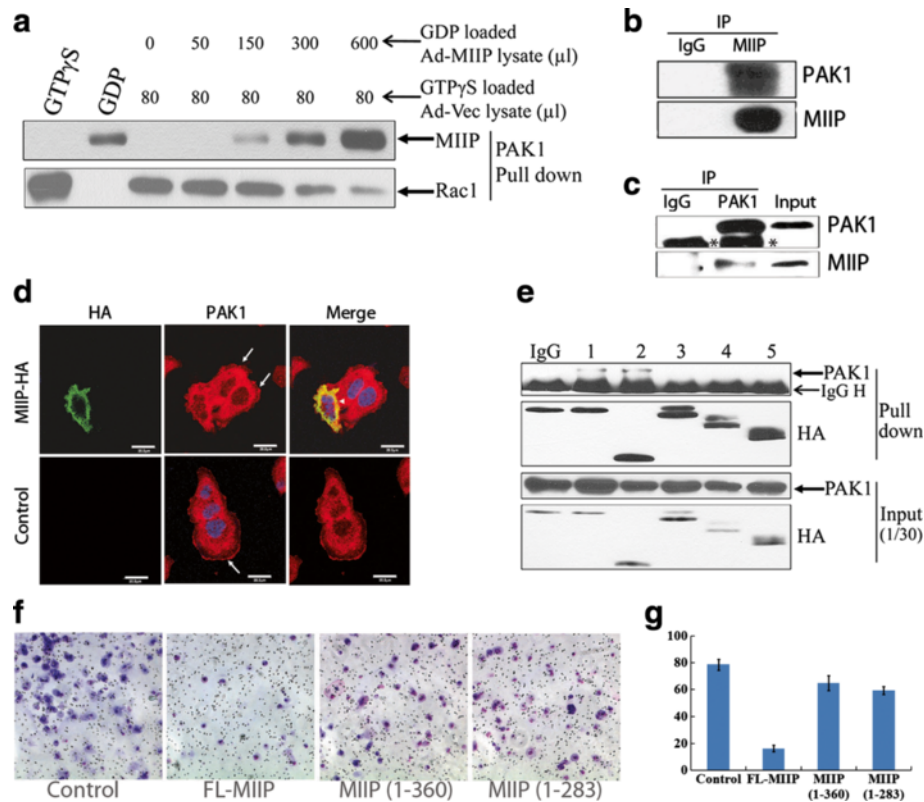 a
GTPγS
GDP
0 50 150 300 600
GDP loaded
Ad-MIIP lysate (µl)
80 80 80 80 80
GTPγS loaded
Ad-Vec lysate (µl)
MIIP
Rac1
PAK1
Pull down
b
IP
IgG MIIP
PAK1
MIIP
c
IP
IgG PAK1 Input
PAK1
* *
MIIP
d
HA PAK1 Merge
MIIP-HA
Control
e
IgG 1 2 3 4 5
PAK1
IgG H
HA
Pull
down
PAK1
HA
Input
(1/30)
f
Control FL-MIIP MIIP (1-360) MIIP (1-283)
g
100
80
60
40
20
0
Control FL-MIIP MIIP (1-360) MIIP (1-283)